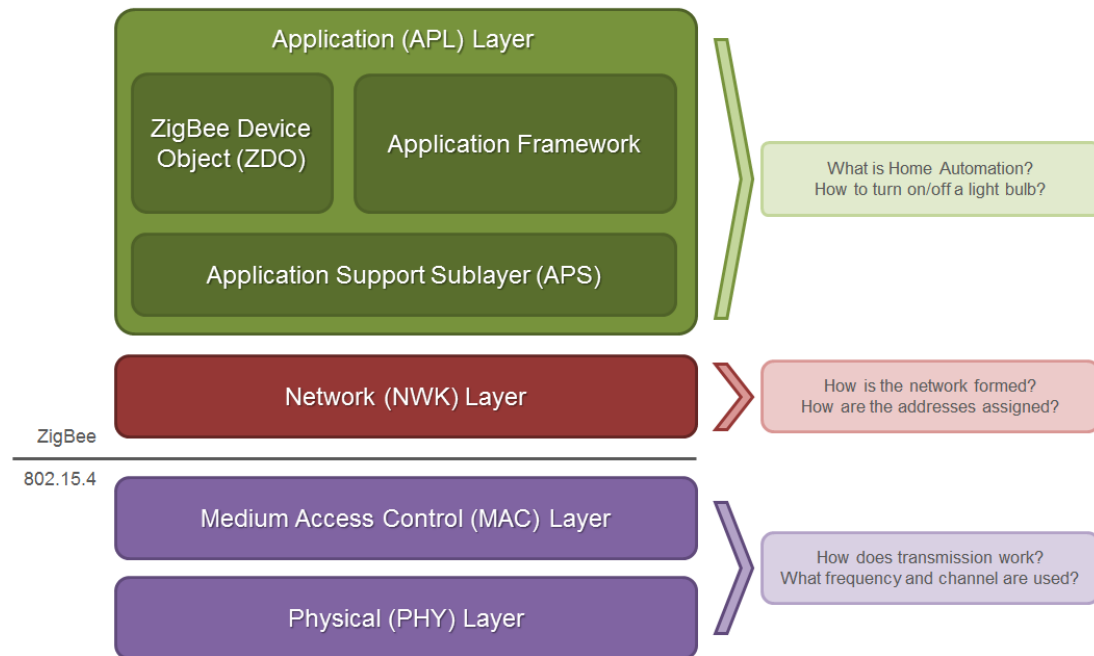 Application (APL) Layer
ZigBee Device
Object (ZDO)
Application Framework
Application Support Sublayer (APS)
What is Home Automation?
How to turn on/off a light bulb?
Network (NWK) Layer
How is the network formed?
How are the addresses assigned?
ZigBee
802.15.4
Medium Access Control (MAC) Layer
Physical (PHY) Layer
How does transmission work?
What frequency and channel are used?